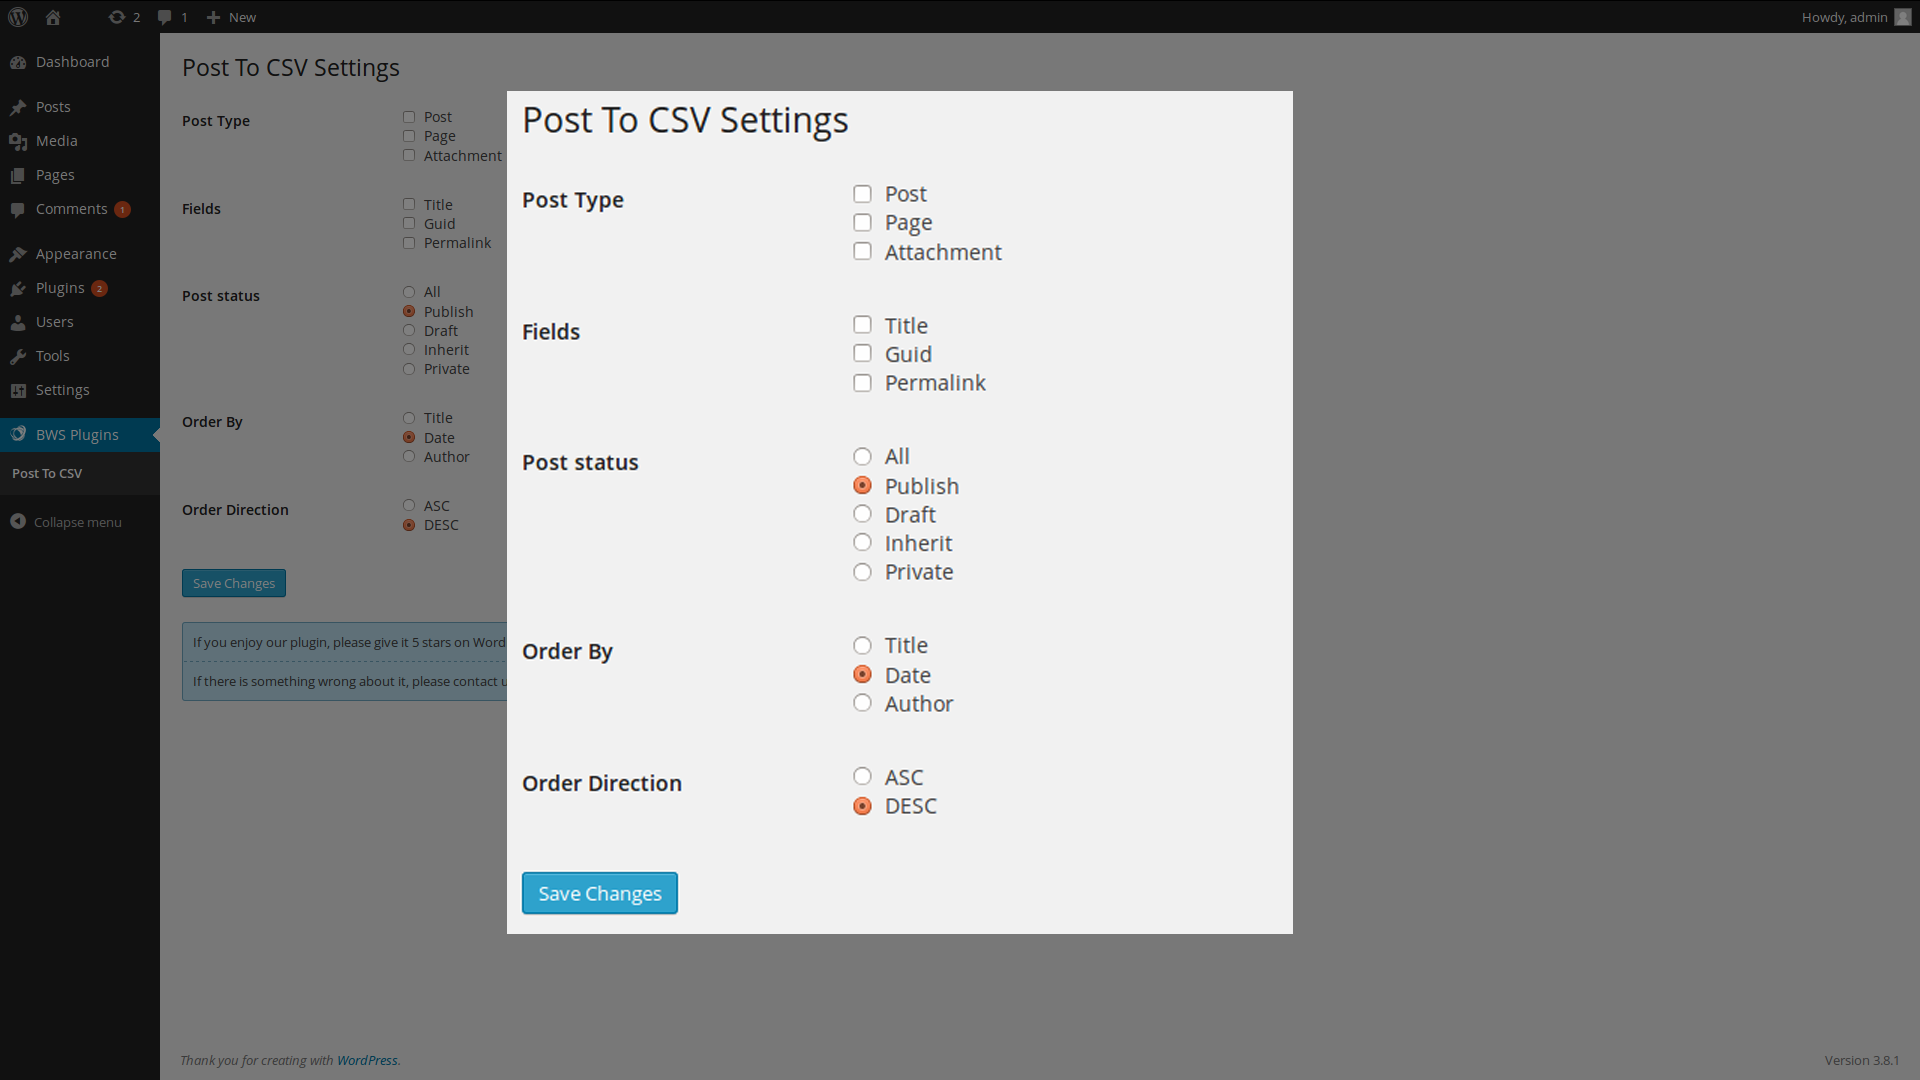 2
1
New
Howdy, admin
Dashboard
Posts
Media
Pages
Comments 1
Appearance
Plugins 2
Users
Tools
Settings
BWS Plugins
Post To CSV
Collapse menu
Post To CSV Settings
Post Type
Post
Page
Attachment
Fields
Title
Guid
Permalink
Post status
All
Publish
Draft
Inherit
Private
Order By
Title
Date
Author
Order Direction
ASC
DESC
Save Changes
If you enjoy our plugin, please give it 5 stars on Word
If there is something wrong about it, please contact u
Post To CSV Settings
Post Type
Post
Page
Attachment
Fields
Title
Guid
Permalink
Post status
All
Publish
Draft
Inherit
Private
Order By
Title
Date
Author
Order Direction
ASC
DESC
Save Changes
Thank you for creating with WordPress.
Version 3.8.1